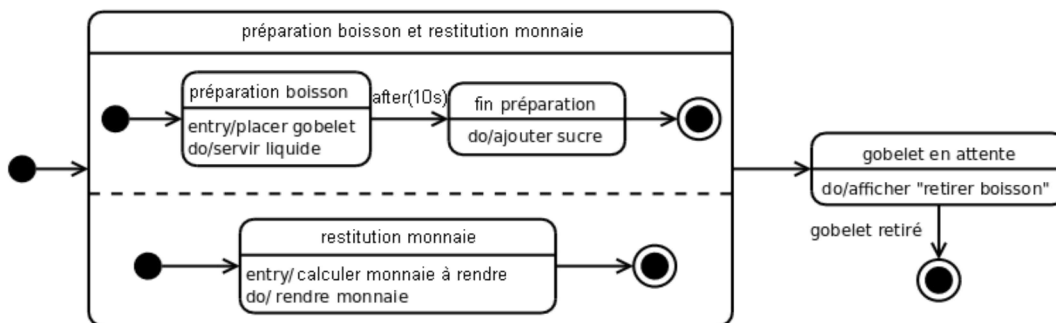 préparation boisson et restitution monnaie
préparation boisson
entry/placer gobelet
do/servir liquide
after(10s)
fin préparation
do/ajouter sucre
restitution monnaie
entry/ calculer monnaie à rendre
do/ rendre monnaie
gobelet en attente
do/afficher "retirer boisson"
gobelet retiré